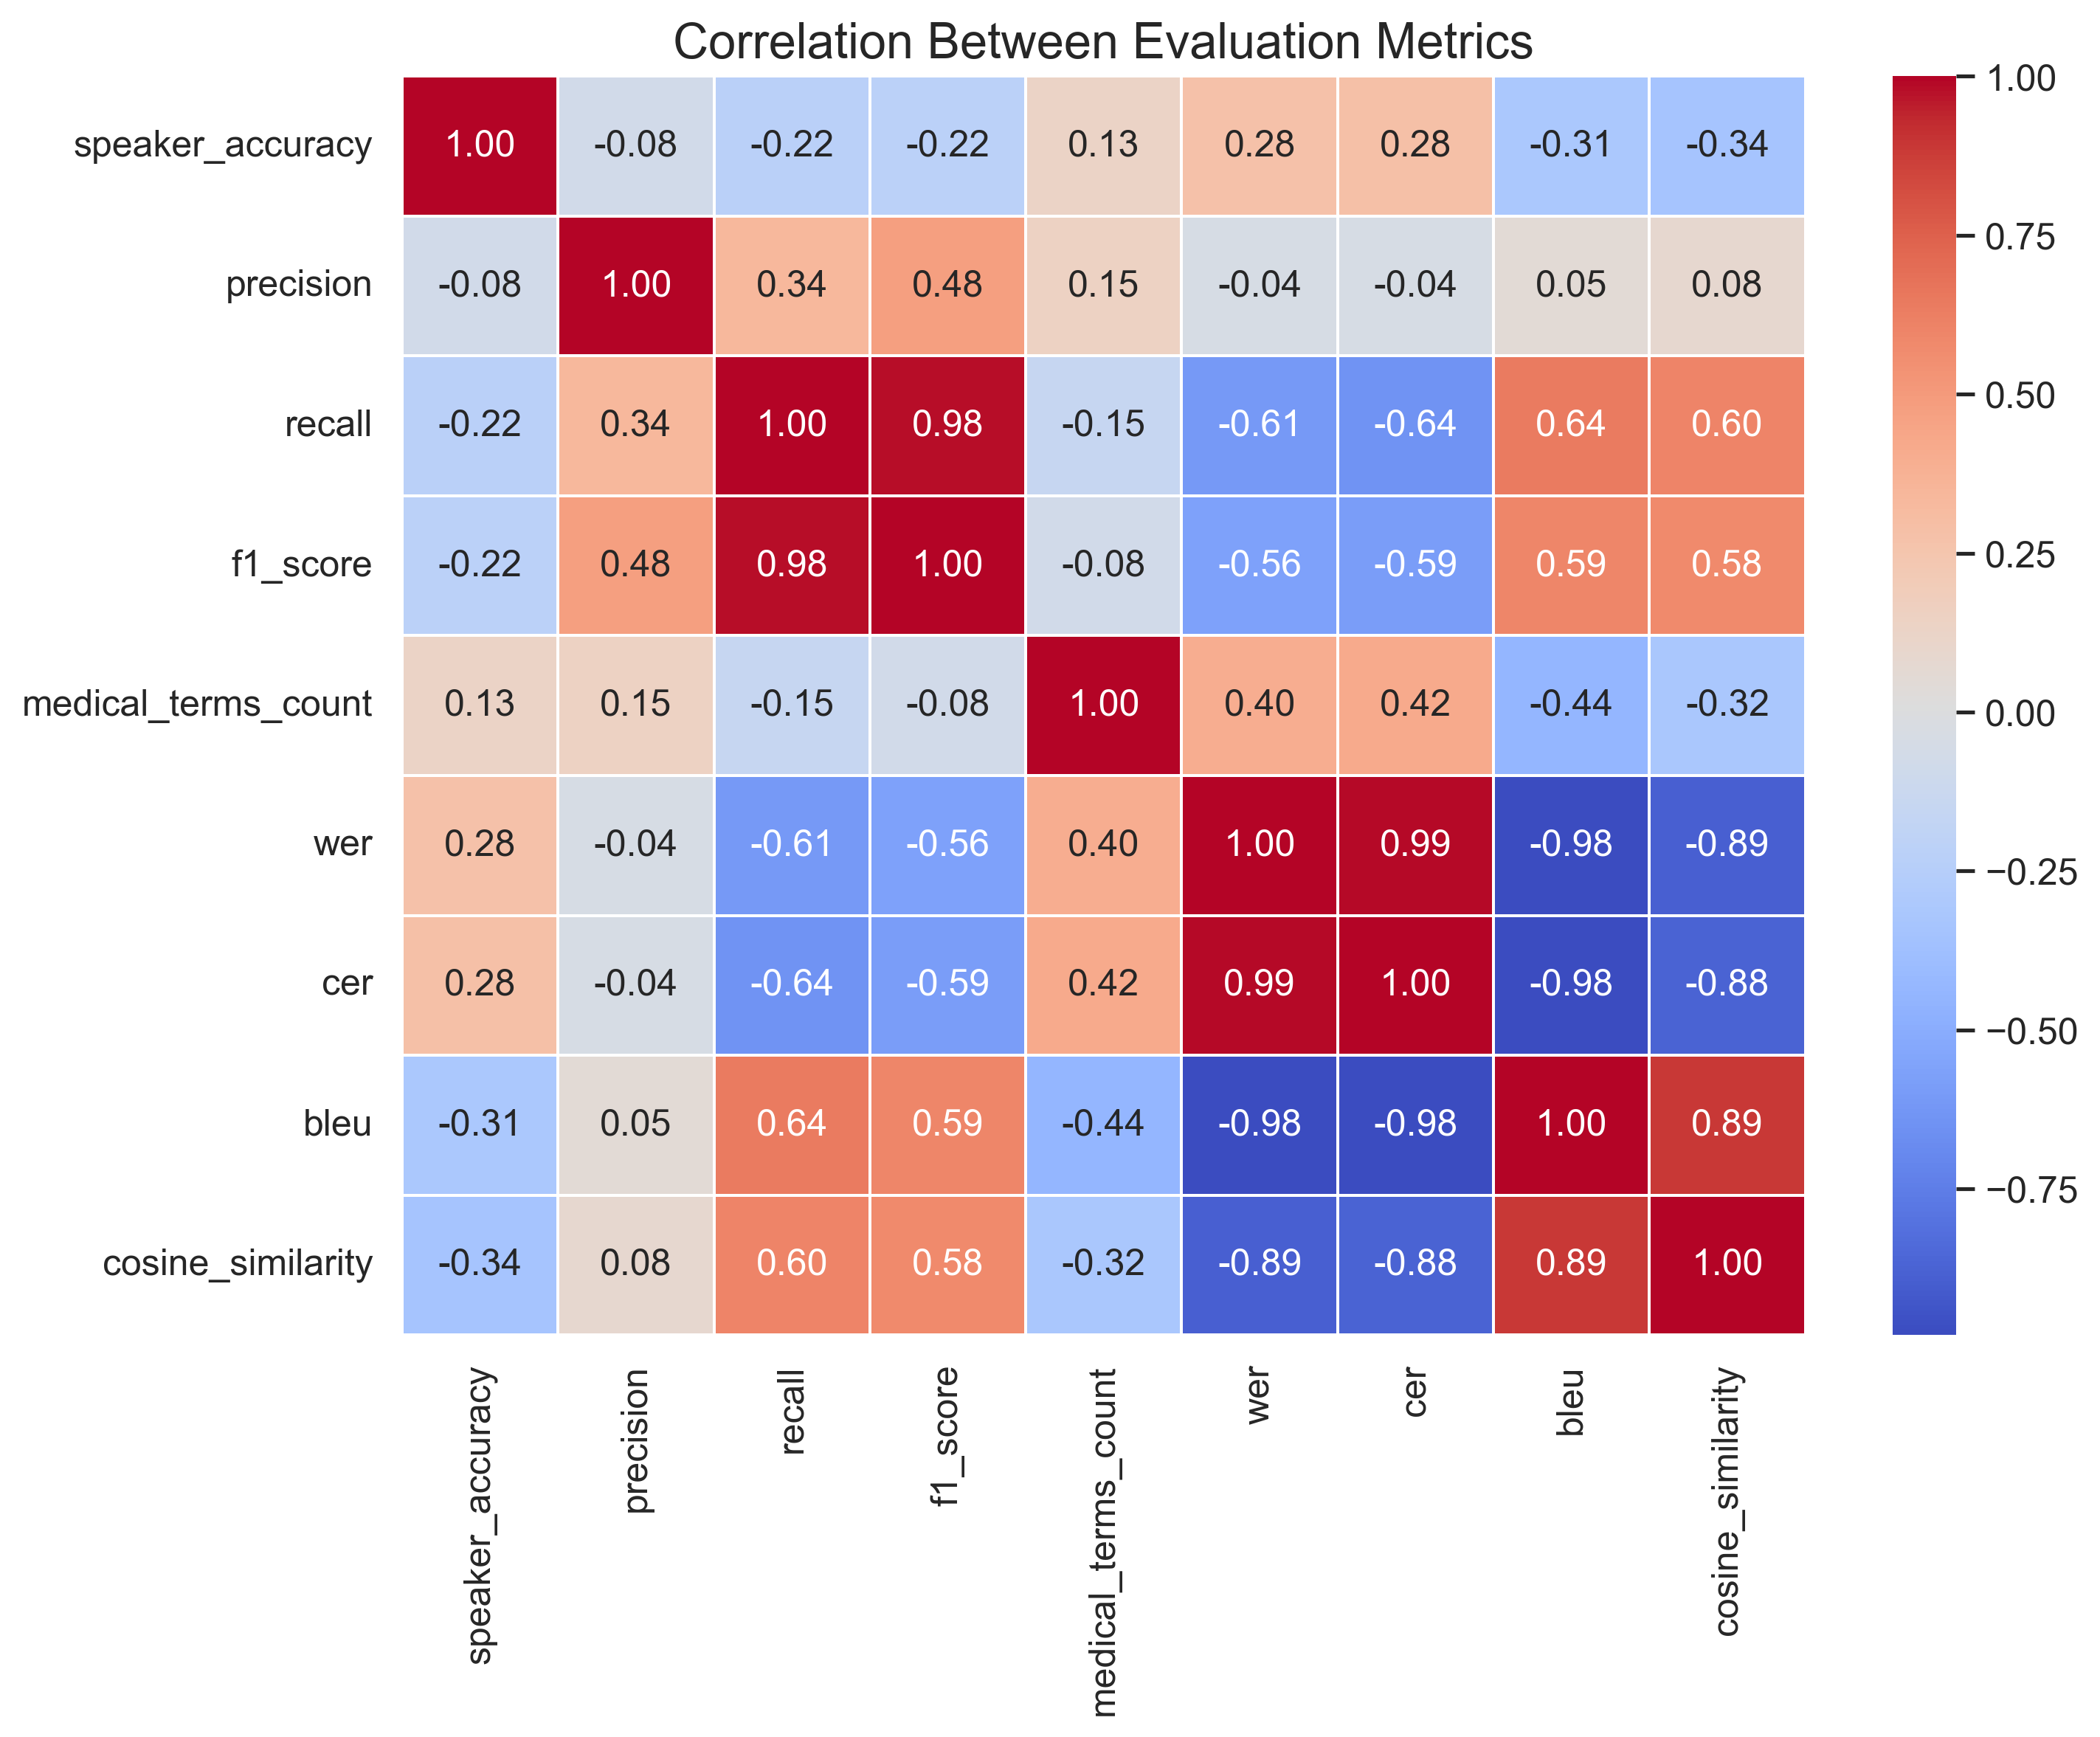 Correlation Between Evaluation Metrics
speaker_accuracy 1.00 -0.08 -0.22 -0.22 0.13 0.28 0.28 -0.31 -0.34
precision -0.08 1.00 0.34 0.48 0.15 -0.04 -0.04 0.05 0.08
recall -0.22 0.34 1.00 0.98 -0.15 -0.61 -0.64 0.64 0.60
f1_score -0.22 0.48 0.98 1.00 -0.08 -0.56 -0.59 0.59 0.58
medical_terms_count 0.13 0.15 -0.15 -0.08 1.00 0.40 0.42 -0.44 -0.32
wer 0.28 -0.04 -0.61 -0.56 0.40 1.00 0.99 -0.98 -0.89
cer 0.28 -0.04 -0.64 -0.59 0.42 0.99 1.00 -0.98 -0.88
bleu -0.31 0.05 0.64 0.59 -0.44 -0.98 -0.98 1.00 0.89
cosine_similarity -0.34 0.08 0.60 0.58 -0.32 -0.89 -0.88 0.89 1.00
speaker_accuracy
precision
recall
f1_score
medical_terms_count
wer
cer
bleu
cosine_similarity
1.00
0.75
0.50
0.25
0.00
−0.25
−0.50
−0.75